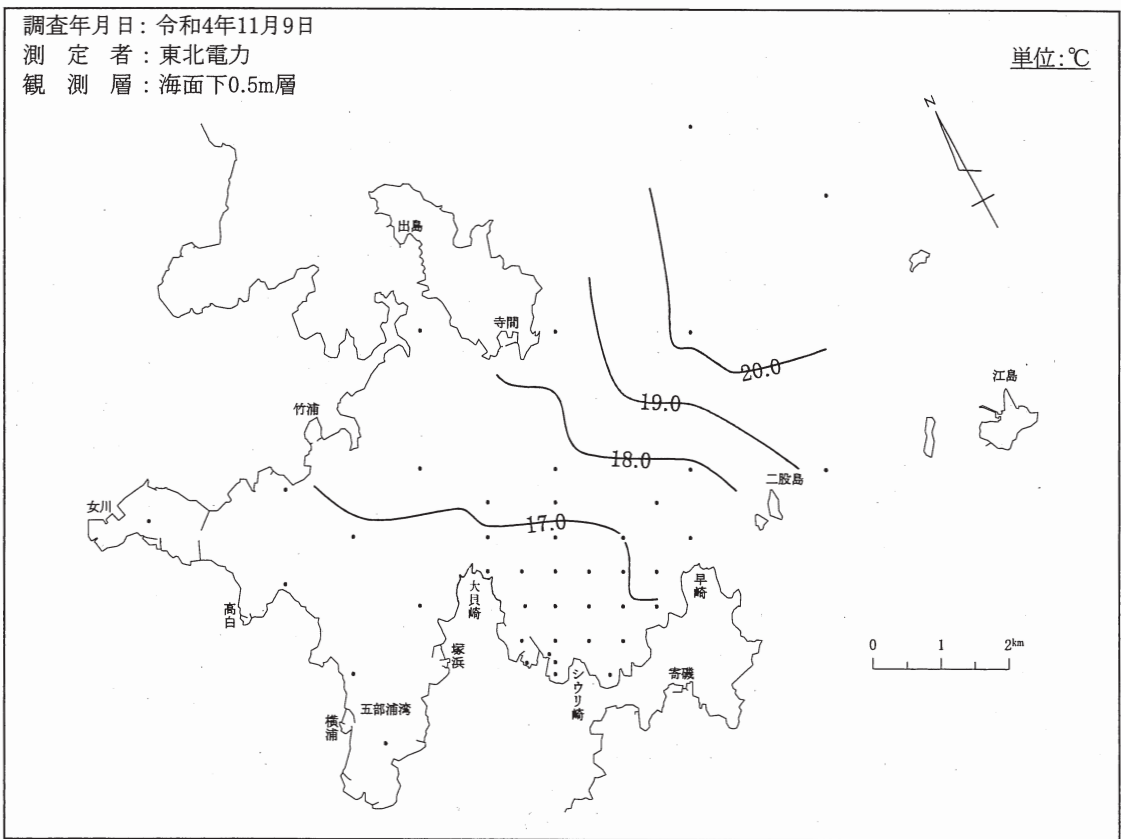 調査年月日：令和4年11月9日
測定者：東北電力
観測層：海面下0.5m層
単位：℃
N
出島
寺間
20.0
江島
19.0
竹浦
18.0
二股島
女川
17.0
大貝崎
早崎
高白
塚浜
0 1 2km
シウリ崎
寄磯
五部浦湾
横浦